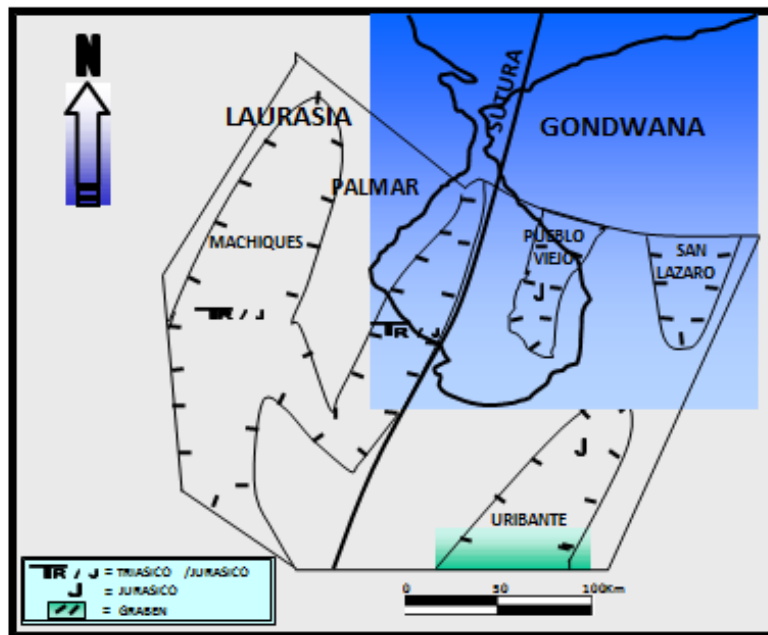 N
LAURASIA
SUTURA
GONDWANA
PALMAR
MACHIQUES
PUEBLO
VIEJO
SAN
LAZARO
TR / J
J
TR / J
J
URIBANTE
TR / J = TRIASICO /JURASICO
J = JURASICO
= GRABEN
0 50 100Km